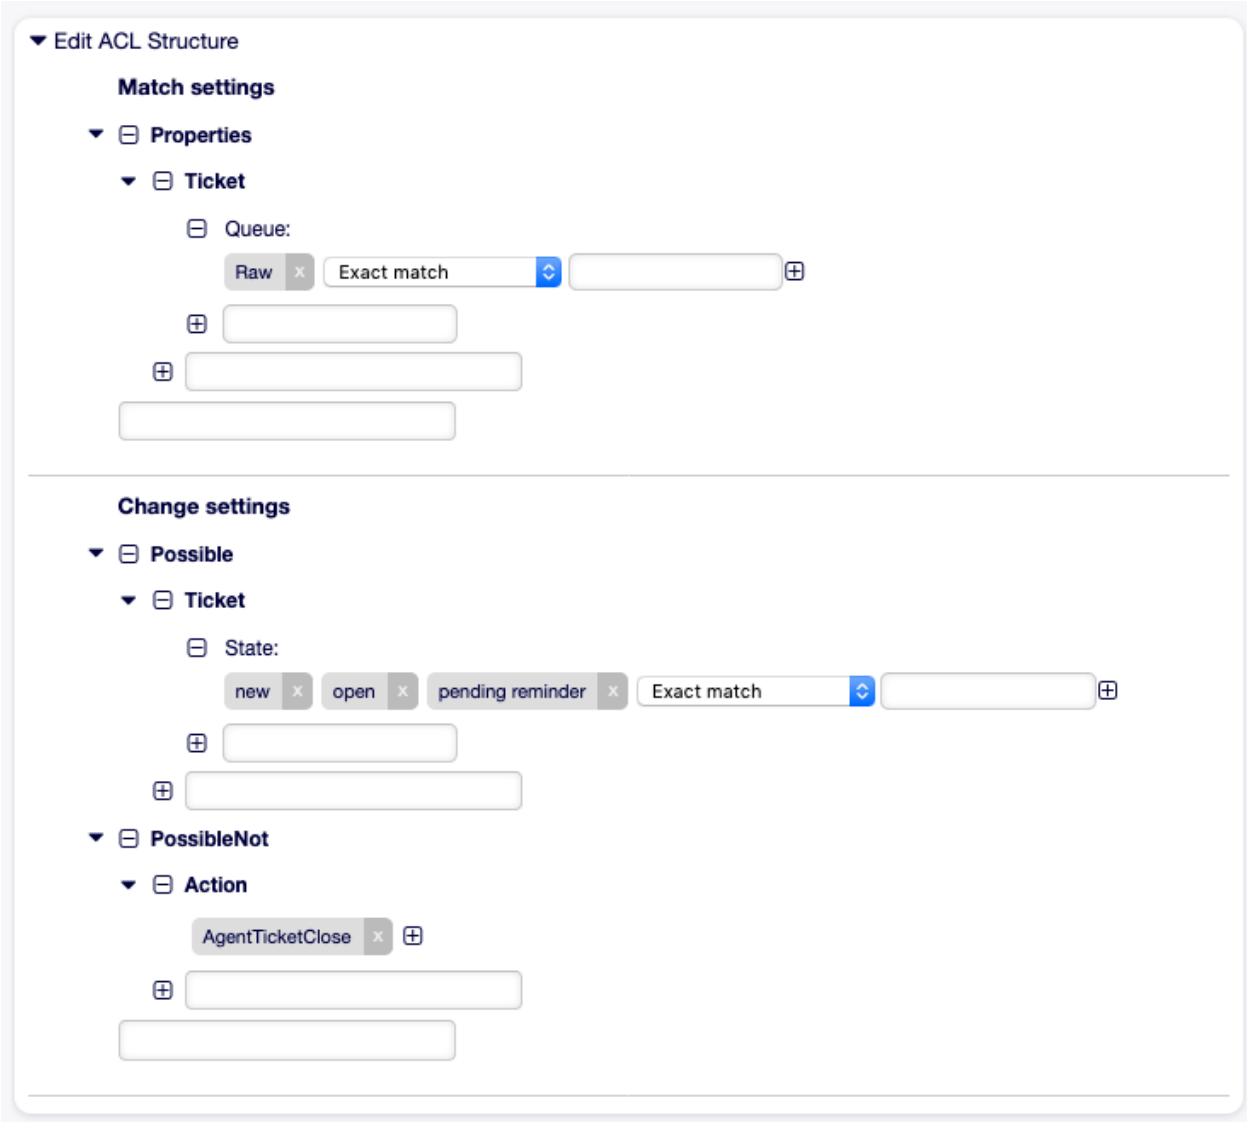 Edit ACL Structure
Match settings
Properties
Ticket
Queue:
Raw x Exact match
Change settings
Possible
Ticket
State:
new x open x pending reminder x Exact match
PossibleNot
Action
AgentTicketClose x